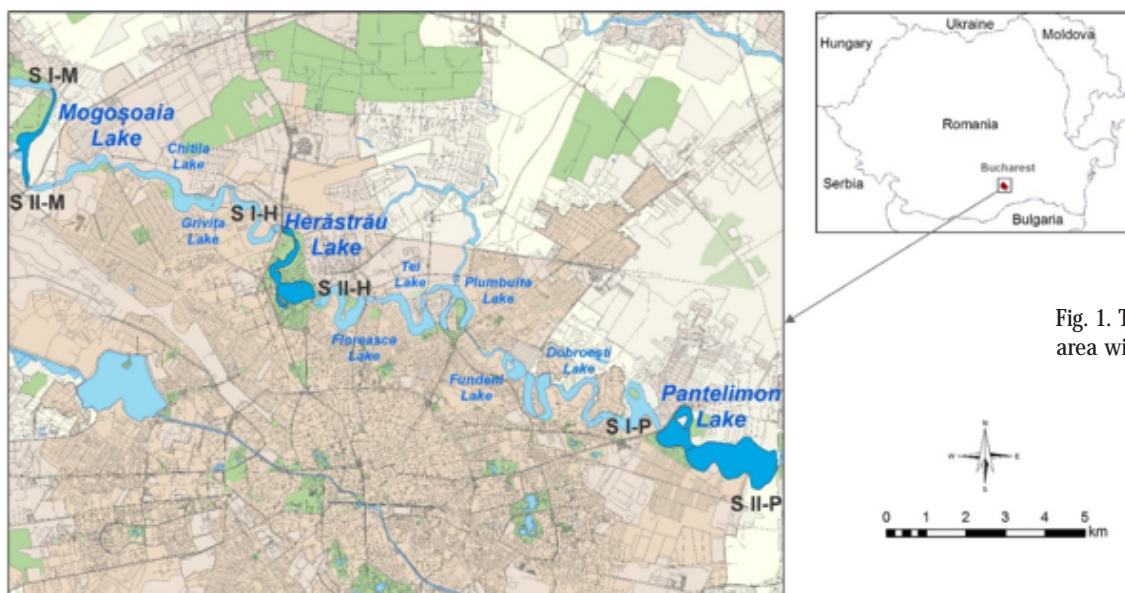 S I-M
Mogoșoaia
Lake
Chitila
Lake
S II-M
Grivița
Lake
S I-H
Herăstrău
Lake
S II-H
Tei
Lake
Plumbuita
Lake
Floreasca
Lake
Dobroești
Lake
Fundeni
Lake
Pantelimon
Lake
S I-P
S II-P
Ukraine
Hungary
Moldova
Romania
Bucharest
Serbia
Bulgaria
Fig. 1. T
area wi
N
W E
S
0 1 2 3 4 5
km